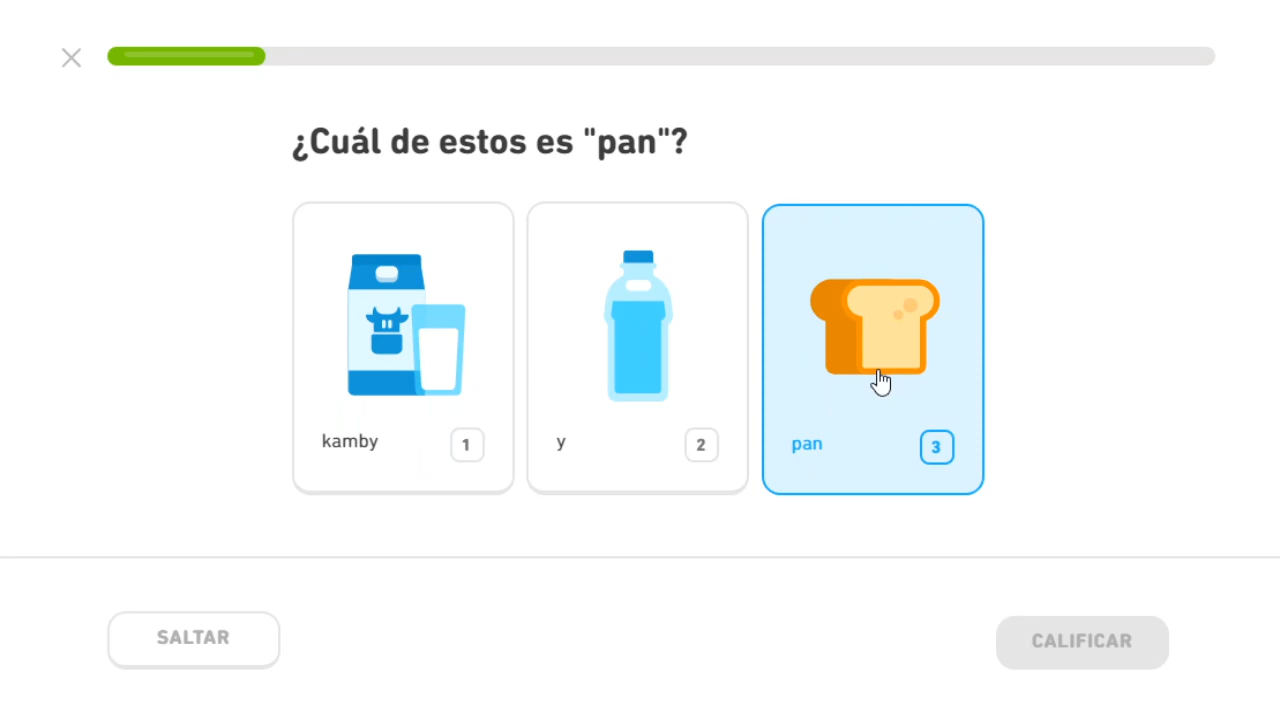 ¿Cuál de estos es "pan"?
kamby
1
y
2
pan
3
SALTAR
CALIFICAR